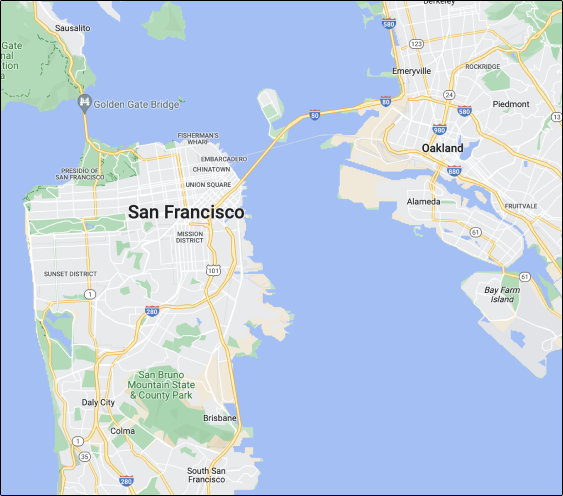 Berkeley
Sausalito
580
123
Gate
nal
tion
a
ROCKRIDGE
Emeryville
24
80
Golden Gate Bridge
Piedmont
580
80
13
980
FISHERMAN'S
WHARF
Oakland
EMBARCADERO
CHINATOWN
PRESIDIO OF
SAN FRANCISCO
880
UNION SQUARE
Alameda
FRUITVALE
San Francisco
MISSION
DISTRICT
61
SUNSET DISTRICT
101
61
Bay Farm
Island
1
280
San Bruno
Mountain State
& County Park
Daly City
Brisbane
Colma
1
35
South San
Francisco
280